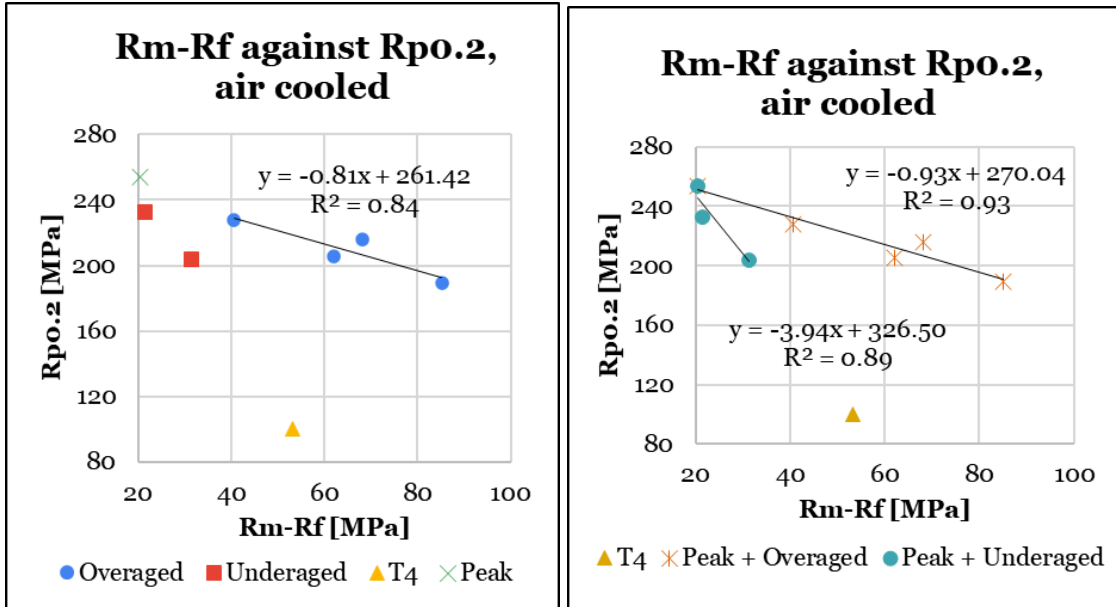 Rm-Rf against Rp0.2,
air cooled
280
240
200
160
120
80
Rp0.2 [MPa]
y = -0.81x + 261.42
R² = 0.84
20 40 60 80 100
Rm-Rf [MPa]
Overaged Underaged T4 Peak
Rm-Rf against Rp0.2,
air cooled
280
240
200
160
120
80
Rp0.2 [MPa]
y = -0.93x + 270.04
R² = 0.93
y = -3.94x + 326.50
R² = 0.89
20 40 60 80 100
Rm-Rf [MPa]
T4 Peak + Overaged Peak + Underaged